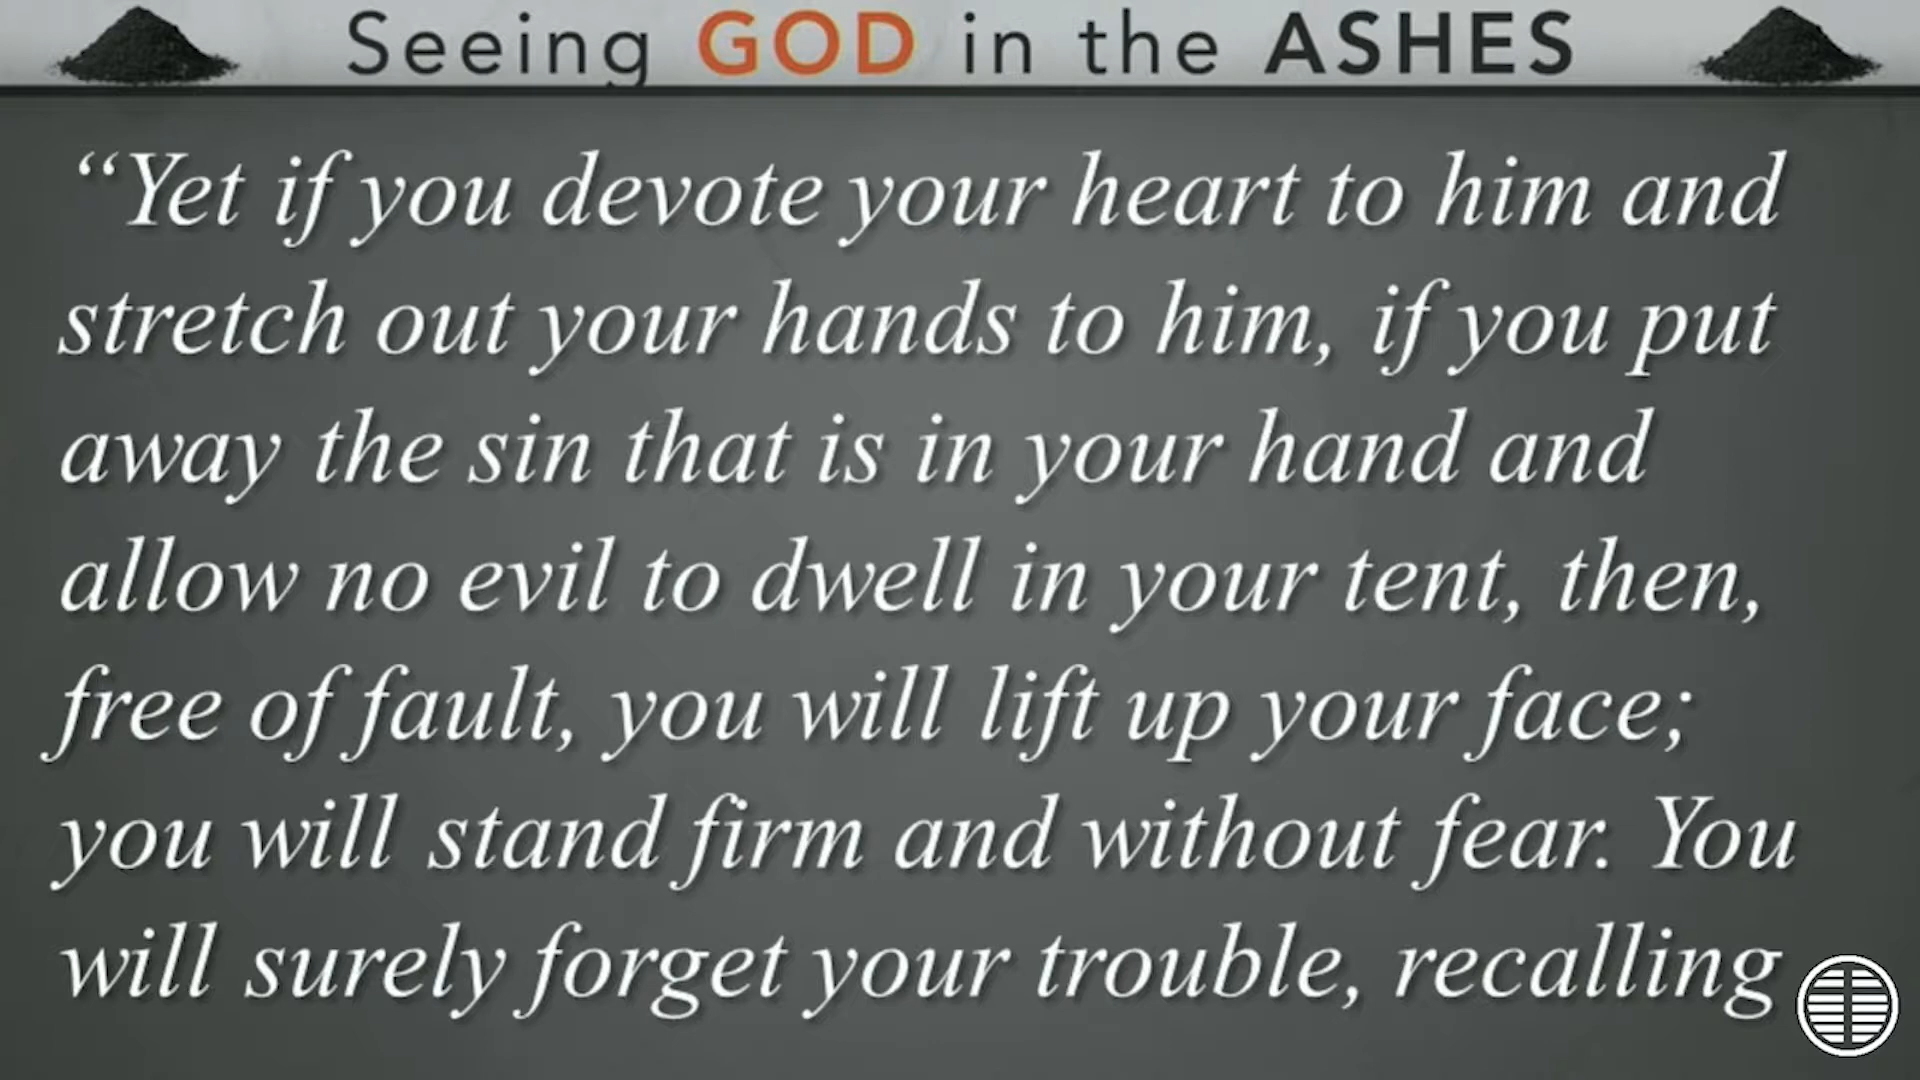 Seeing GOD in the ASHES
“Yet if you devote your heart to him and
stretch out your hands to him, if you put
away the sin that is in your hand and
allow no evil to dwell in your tent, then,
free of fault, you will lift up your face;
you will stand firm and without fear. You
will surely forget your trouble, recalling